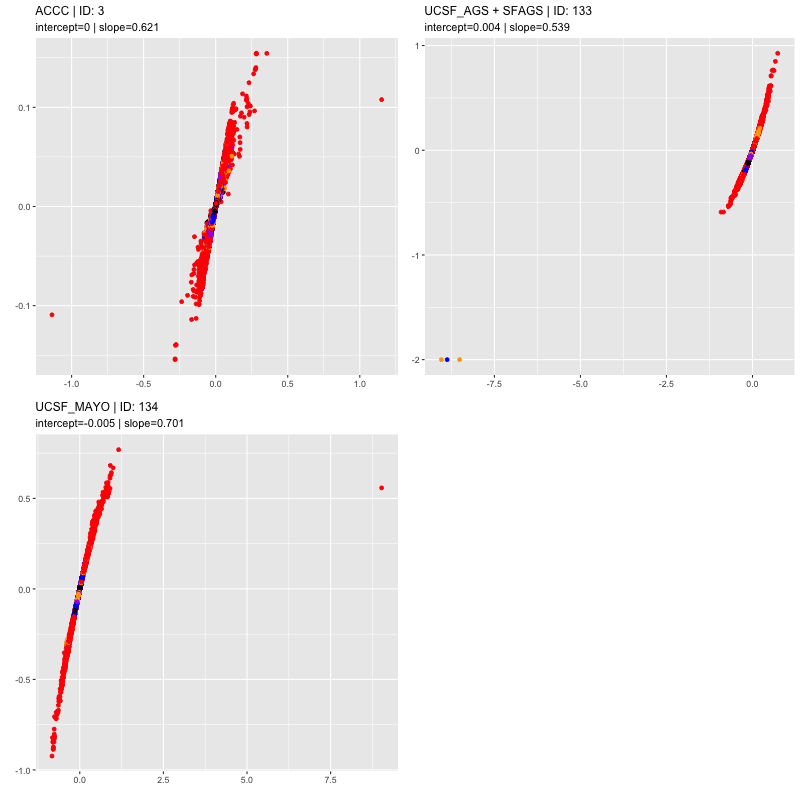 ACCC | ID: 3
intercept=0 | slope=0.621
0.1
0.0
-0.1
-1.0 -0.5 0.0 0.5 1.0
UCSF_AGS + SFAGS | ID: 133
intercept=0.004 | slope=0.539
1
0
-1
-2
-7.5 -5.0 -2.5 0.0
UCSF_MAYO | ID: 134
intercept=-0.005 | slope=0.701
0.5
0.0
-0.5
-1.0
0.0 2.5 5.0 7.5